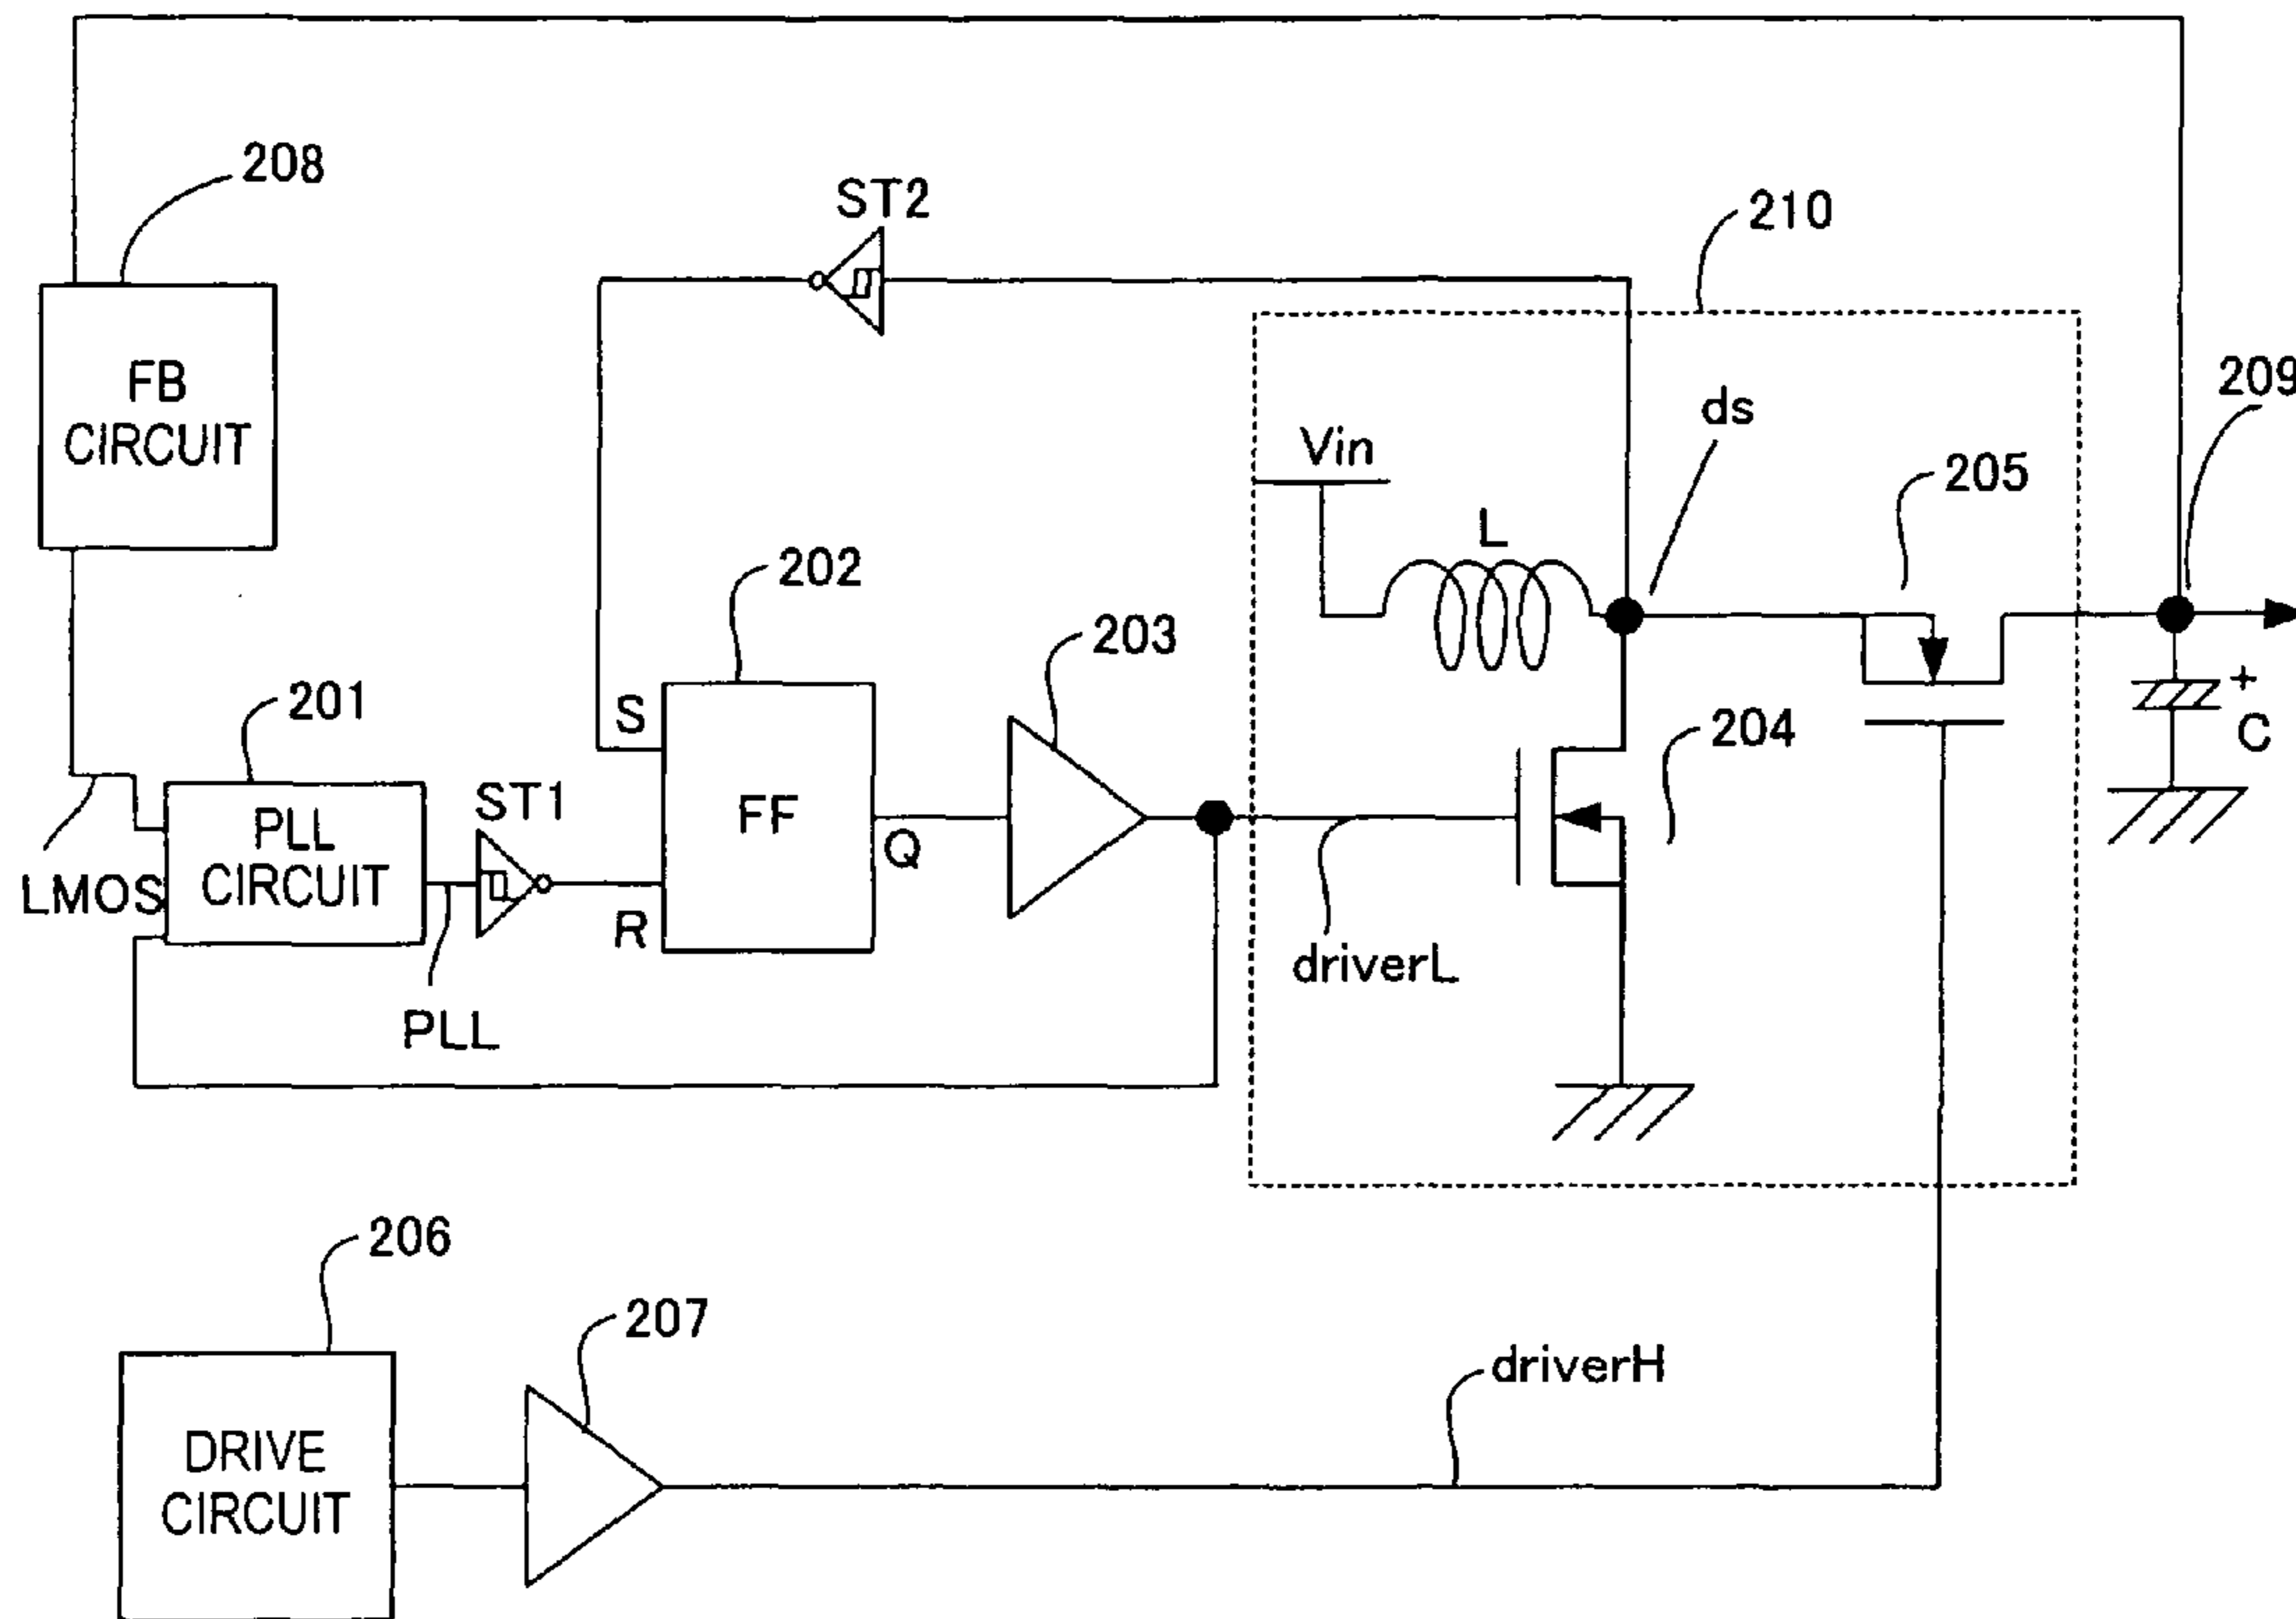 208
ST2
210
FB
CIRCUIT
209
ds
Vin
205
L
202
203
201
S
+
C
204
ST1
PLL
CIRCUIT
FF
Q
LMOS
R
driverL
PLL
206
207
driverH
DRIVE
CIRCUIT